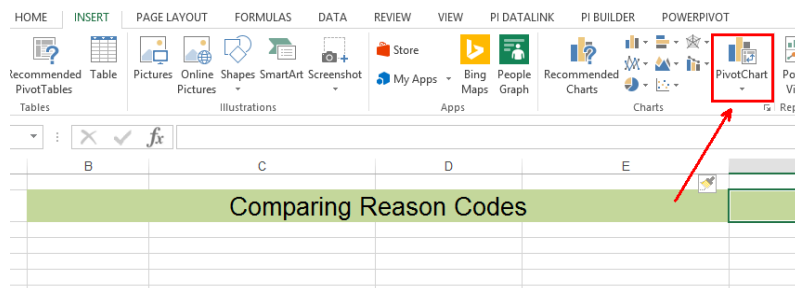 HOME INSERT PAGE LAYOUT FORMULAS DATA REVIEW VIEW PI DATALINK PI BUILDER POWERPIVOT
Recommended PivotTables
Table
Pictures
Online Pictures
Shapes
SmartArt
Screenshot
Store
My Apps
Bing Maps
People Graph
Recommended Charts
PivotChart
Tables Illustrations Apps Charts
fx
B C D E
Comparing Reason Codes